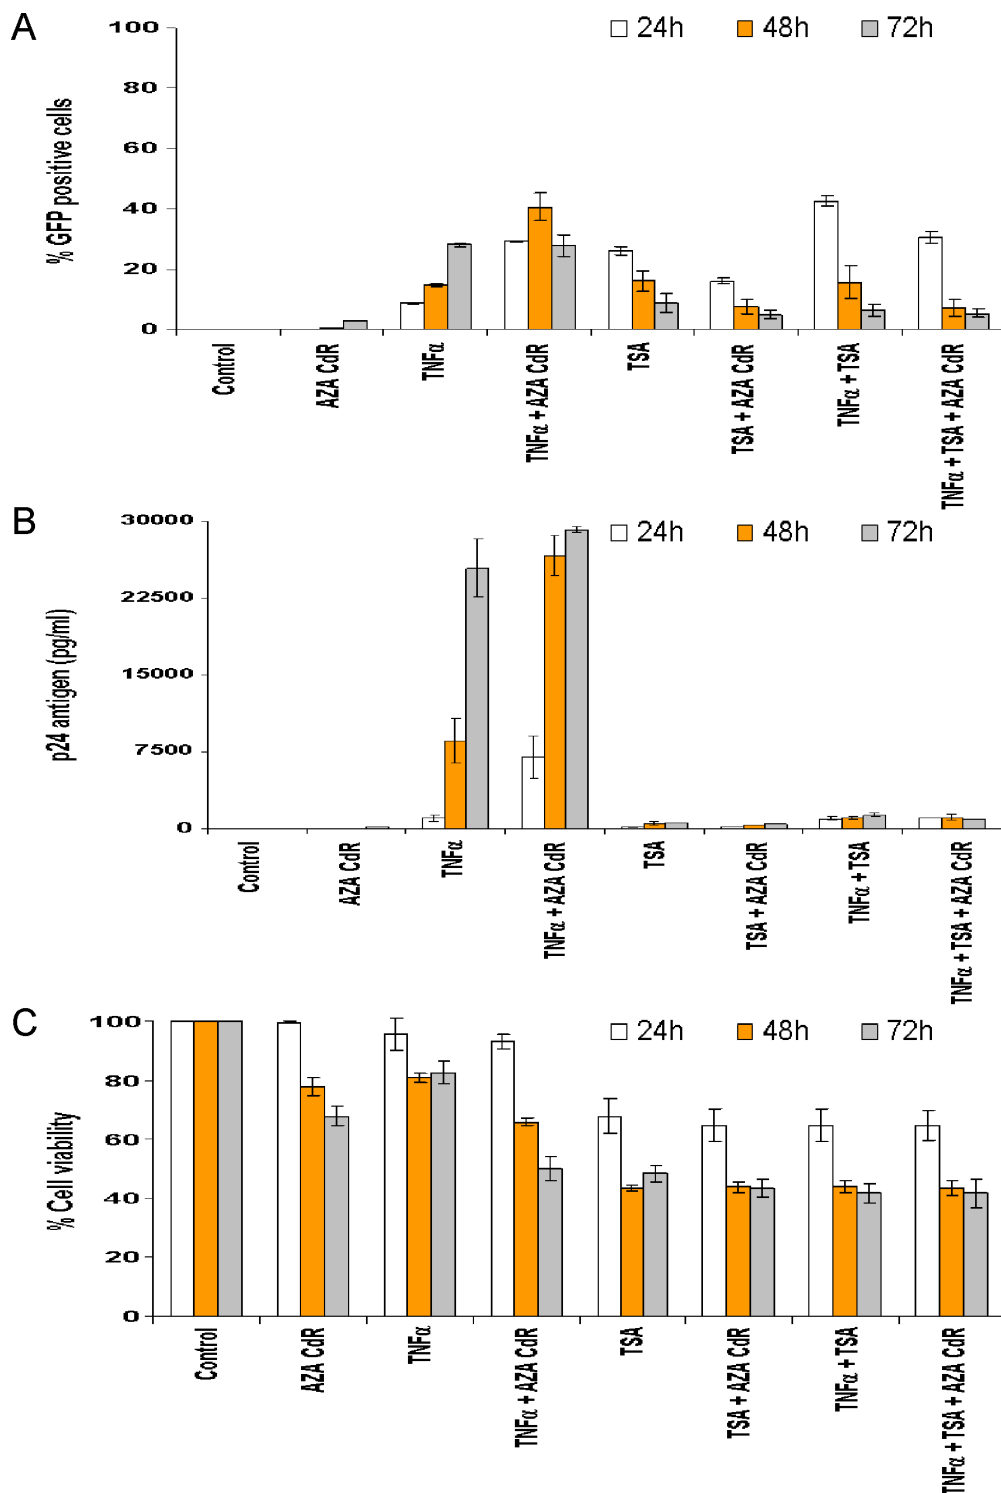 A
100
24h 48h 72h
80
60
40
20
0
% GFP positive cells
Control
AZA CdR
TNFα
TNFα + AZA CdR
TSA
TSA + AZA CdR
TNFα + TSA
TNFα + TSA + AZA CdR
B
30000
24h 48h 72h
22500
15000
7500
0
p24 antigen (pg/ml)
Control
AZA CdR
TNFα
TNFα + AZA CdR
TSA
TSA + AZA CdR
TNFα + TSA
TNFα + TSA + AZA CdR
C
100
24h 48h 72h
80
60
40
20
0
% Cell viability
Control
AZA CdR
TNFα
TNFα + AZA CdR
TSA
TSA + AZA CdR
TNFα + TSA
TNFα + TSA + AZA CdR